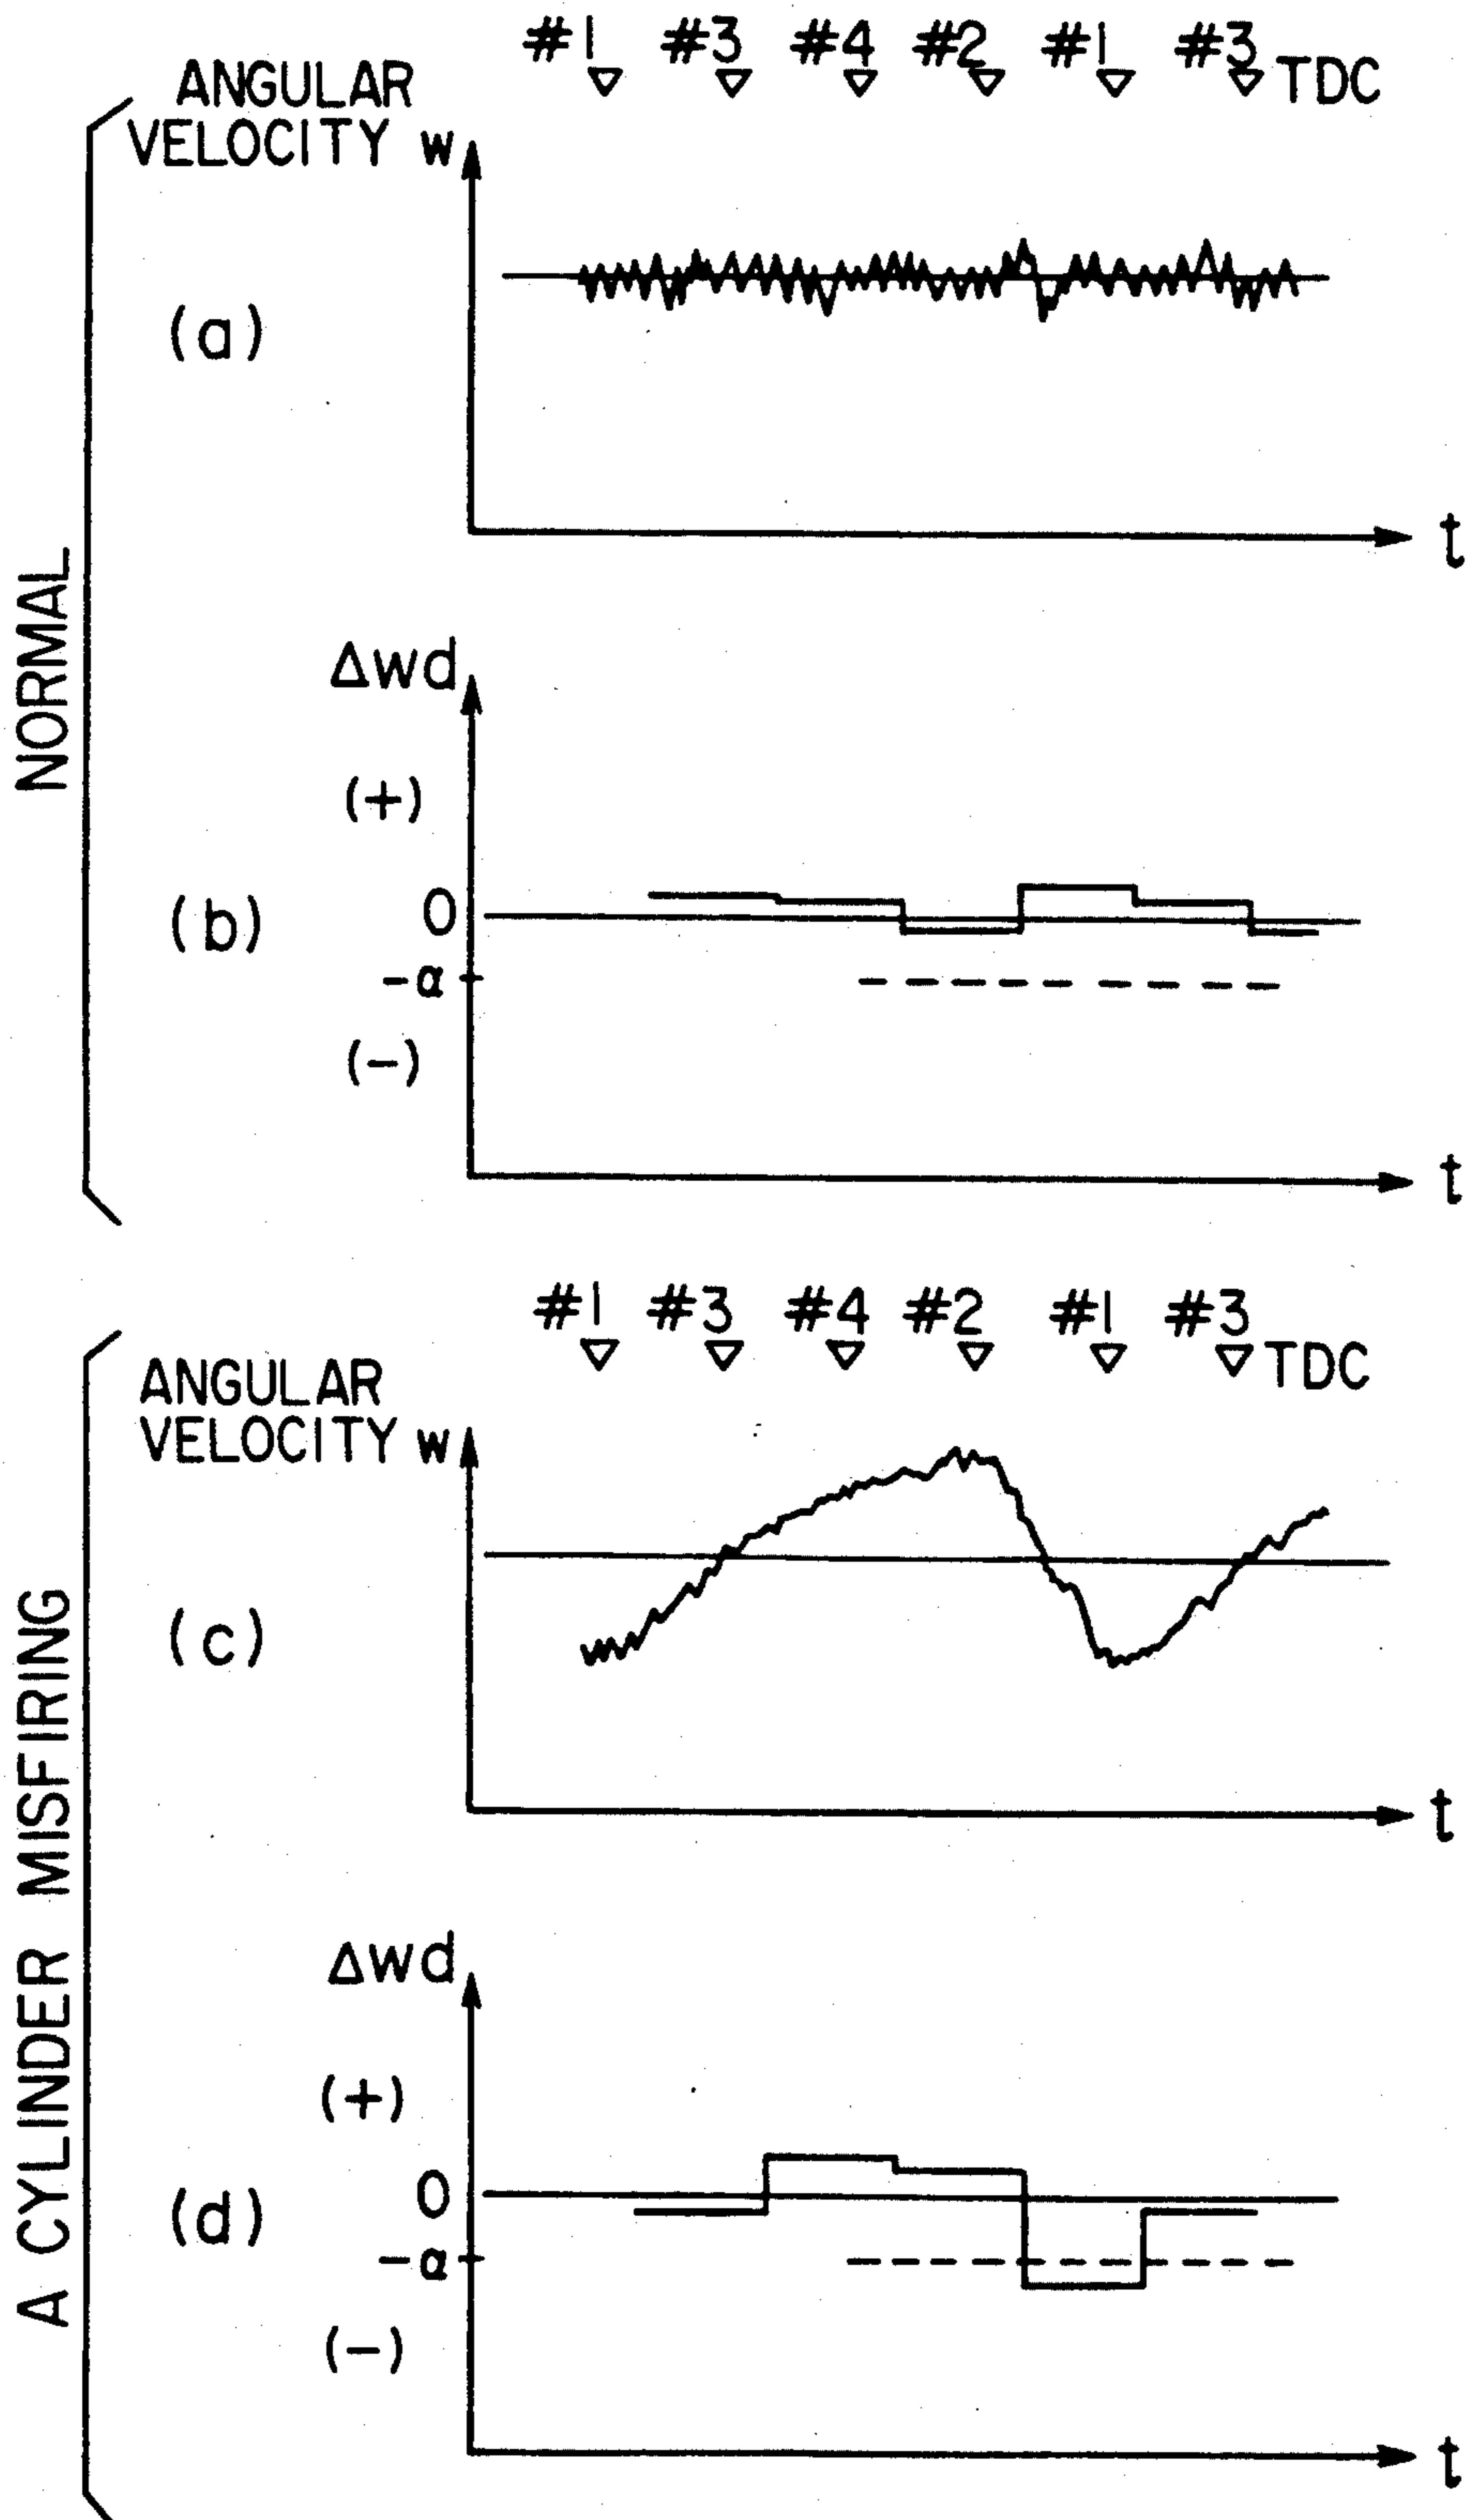 #1 #3 #4 #2 #1 #3 TDC
ANGULAR
VELOCITY w
(a)
t
NORMAL
Δwd
(+)
(b)
0
-α
(-)
t
#1 #3 #4 #2 #1 #3 TDC
ANGULAR
VELOCITY w
(c)
t
A CYLINDER MISFIRING
Δwd
(+)
(d)
0
-α
(-)
t